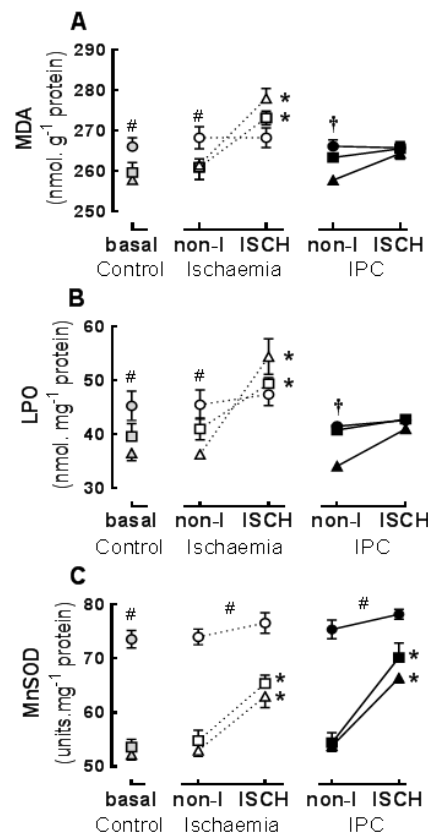 A
290
280
270
260
250
MDA
(nmol. g⁻¹ protein)
# # * * †
basal non-I ISCH non-I ISCH
Control Ischaemia IPC
B
60
50
40
30
LPO
(nmol. mg⁻¹ protein)
# # * * †
basal non-I ISCH non-I ISCH
Control Ischaemia IPC
C
80
70
60
50
MnSOD
(units.mg⁻¹ protein)
# # * * # * *
basal non-I ISCH non-I ISCH
Control Ischaemia IPC